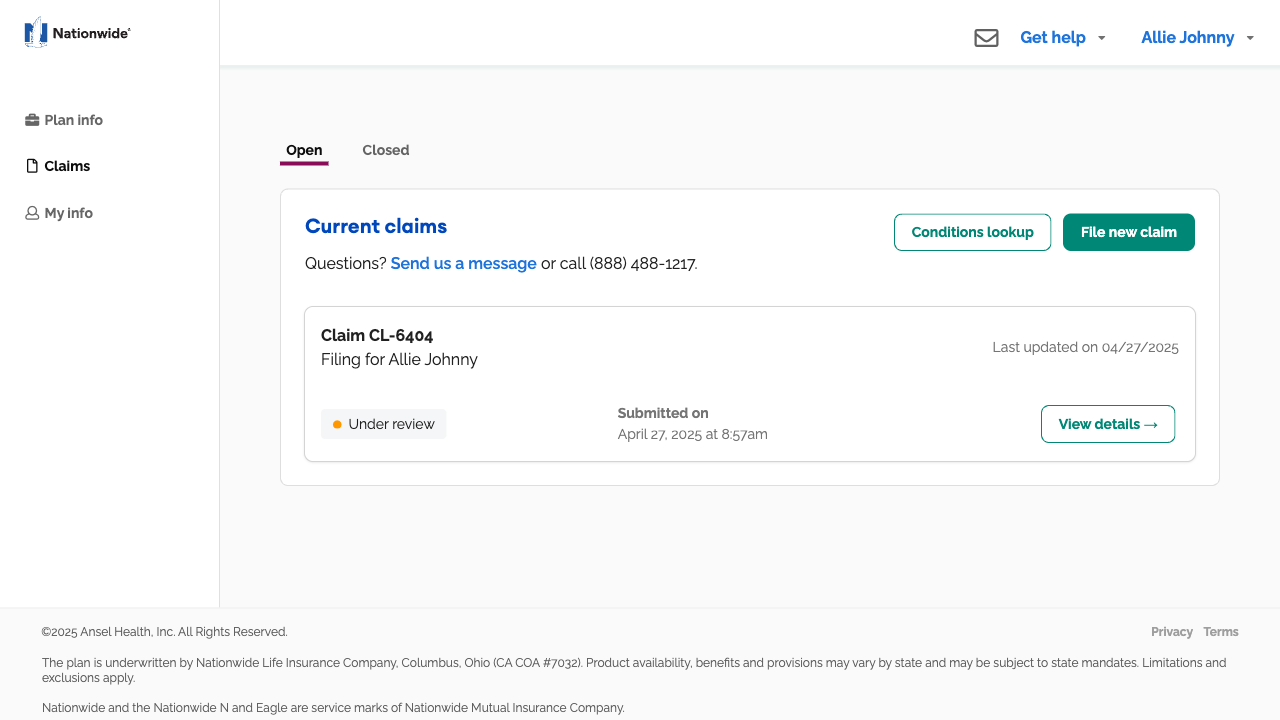 Nationwide®
Get help
Allie Johnny
Plan info
Claims
My info
Open
Closed
Current claims
Conditions lookup
File new claim
Questions? Send us a message or call (888) 488-1217.
Claim CL-6404
Filing for Allie Johnny
Last updated on 04/27/2025
Under review
Submitted on
April 27, 2025 at 8:57am
View details →
©2025 Ansel Health, Inc. All Rights Reserved.
Privacy
Terms
The plan is underwritten by Nationwide Life Insurance Company, Columbus, Ohio (CA COA #7032). Product availability, benefits and provisions may vary by state and may be subject to state mandates. Limitations and
exclusions apply.
Nationwide and the Nationwide N and Eagle are service marks of Nationwide Mutual Insurance Company.